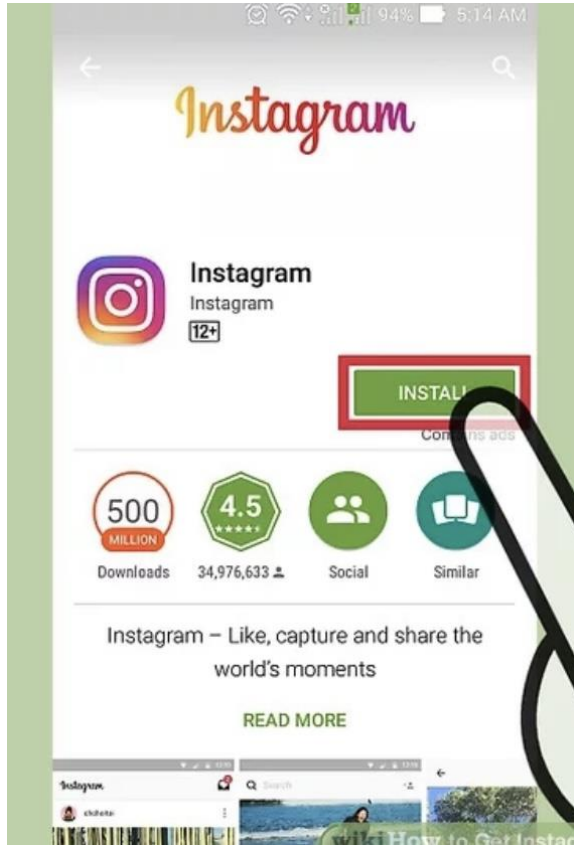 94% 5:14 AM
Instagram
Instagram
Instagram
12+
INSTALL
Contains ads
500
MILLION
4.5
Downloads
34,976,633
Social
Similar
Instagram – Like, capture and share the
world's moments
READ MORE
Instagram
Search
wikiHow to Get Instag